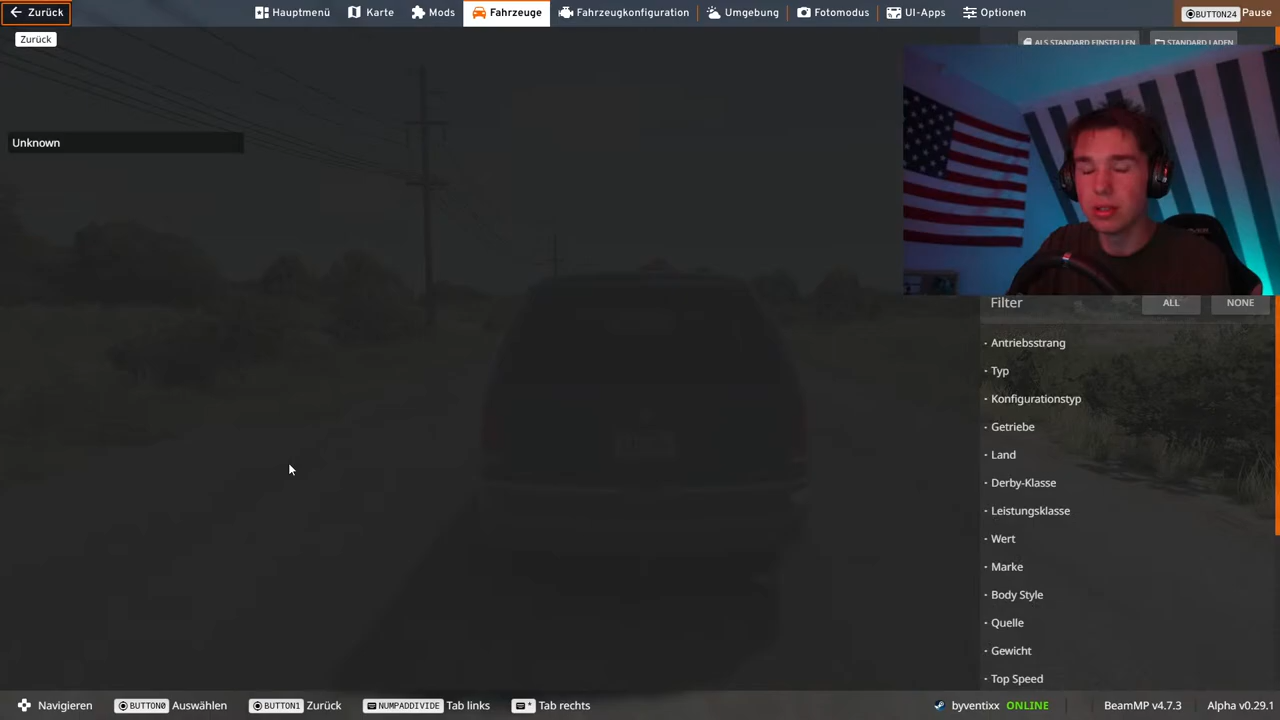 Zurück
Hauptmenü
Karte
Mods
Fahrzeuge
Fahrzeugkonfiguration
Umgebung
Fotomodus
UI-Apps
Optionen
BUTTON24 Pause
Zurück
ALS STANDARD EINSTELLEN
STANDARD LADEN
Unknown
Filter
ALL
NONE
- Antriebsstrang
- Typ
- Konfigurationstyp
- Getriebe
- Land
- Derby-Klasse
- Leistungsklasse
- Wert
- Marke
- Body Style
- Quelle
- Gewicht
- Top Speed
Navigieren
BUTTON0 Auswählen
BUTTON1 Zurück
NUMPADDIVIDE Tab links
* Tab rechts
byventixx ONLINE
BeamMP v4.7.3
Alpha v0.29.1